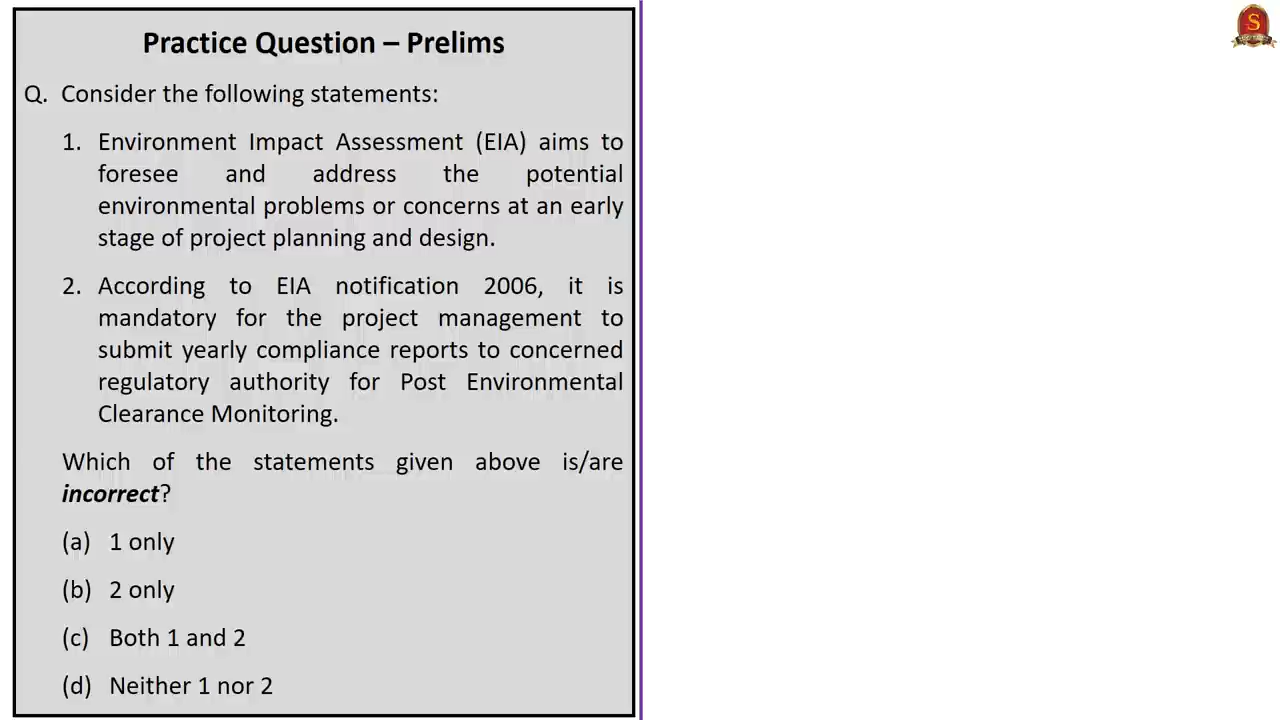 Practice Question – Prelims
Q. Consider the following statements:
1. Environment Impact Assessment (EIA) aims to
foresee and address the potential
environmental problems or concerns at an early
stage of project planning and design.
2. According to EIA notification 2006, it is
mandatory for the project management to
submit yearly compliance reports to concerned
regulatory authority for Post Environmental
Clearance Monitoring.
Which of the statements given above is/are
incorrect?
(a) 1 only
(b) 2 only
(c) Both 1 and 2
(d) Neither 1 nor 2
S